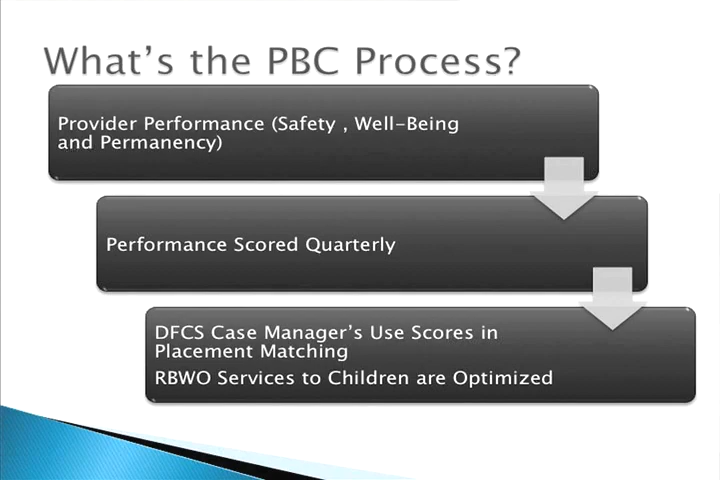 What's the PBC Process?
Provider Performance (Safety , Well-Being
and Permanency)
Performance Scored Quarterly
DFCS Case Manager's Use Scores in
Placement Matching
RBWO Services to Children are Optimized